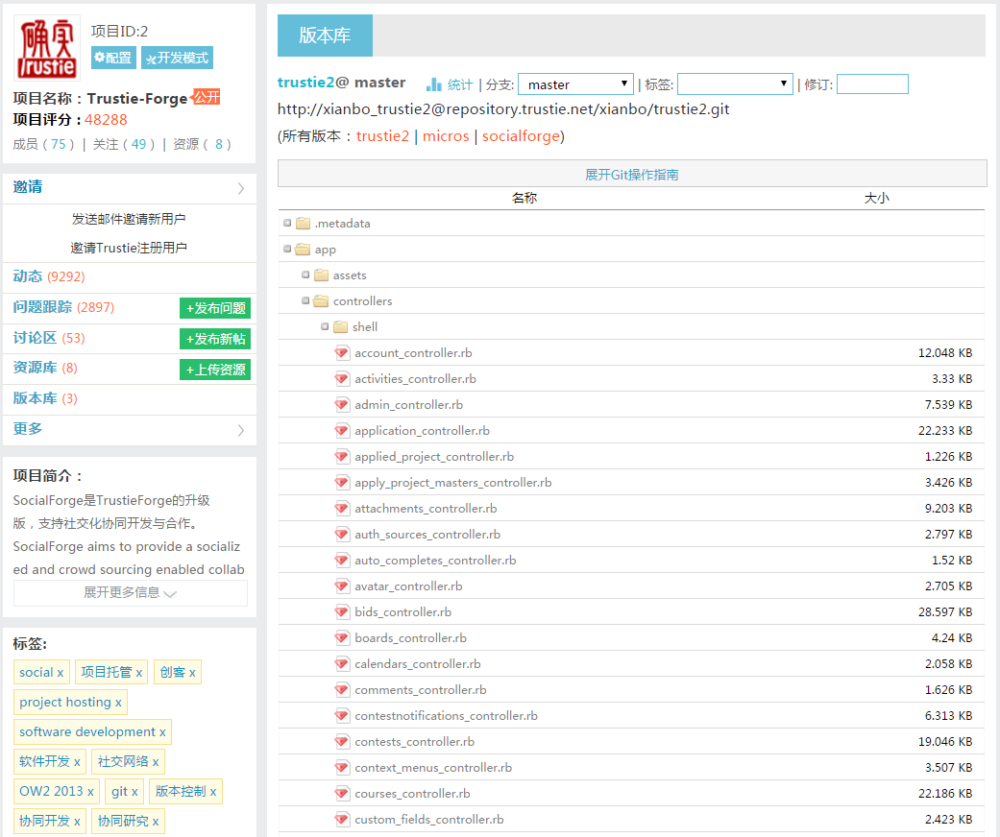 确实
Trustie
项目ID:2
配置 开发模式
项目名称：Trustie-Forge 公开
项目评分：48288
成员（75） | 关注（49） | 资源（ 8 ）
邀请
发送邮件邀请新用户
邀请Trustie注册用户
动态 (9292)
问题跟踪 (2897) +发布问题
讨论区 (53) +发布新帖
资源库 (8) +上传资源
版本库 (3)
更多
项目简介：
SocialForge是TrustieForge的升级
版，支持社交化协同开发与合作。
SocialForge aims to provide a socializ
ed and crowd sourcing enabled collab
展开更多信息
标签:
social x 项目托管 x 创客 x
project hosting x
software development x
软件开发 x 社交网络 x
OW2 2013 x git x 版本控制 x
协同开发 x 协同研究 x
版本库
trustie2@ master 统计 | 分支: master | 标签: | 修订:
http://xianbo_trustie2@repository.trustie.net/xianbo/trustie2.git
(所有版本：trustie2 | micros | socialforge)
展开Git操作指南
名称 大小
.metadata
app
assets
controllers
shell
account_controller.rb 12.048 KB
activities_controller.rb 3.33 KB
admin_controller.rb 7.539 KB
application_controller.rb 22.233 KB
applied_project_controller.rb 1.226 KB
apply_project_masters_controller.rb 3.426 KB
attachments_controller.rb 9.203 KB
auth_sources_controller.rb 2.797 KB
auto_completes_controller.rb 1.52 KB
avatar_controller.rb 2.705 KB
bids_controller.rb 28.597 KB
boards_controller.rb 4.24 KB
calendars_controller.rb 2.058 KB
comments_controller.rb 1.626 KB
contestnotifications_controller.rb 6.313 KB
contests_controller.rb 19.046 KB
context_menus_controller.rb 3.507 KB
courses_controller.rb 22.186 KB
custom_fields_controller.rb 2.423 KB